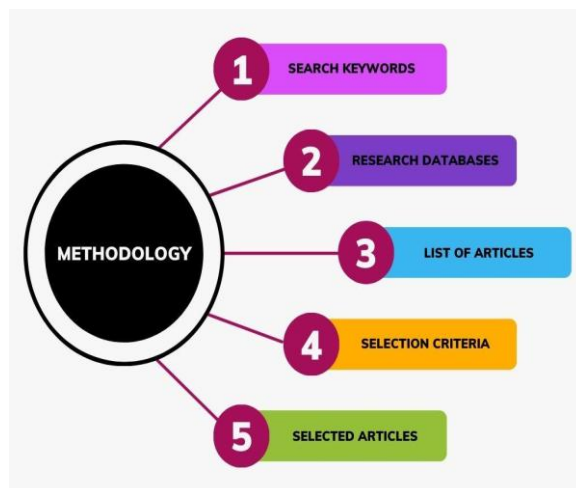 METHODOLOGY
1 SEARCH KEYWORDS
2 RESEARCH DATABASES
3 LIST OF ARTICLES
4 SELECTION CRITERIA
5 SELECTED ARTICLES